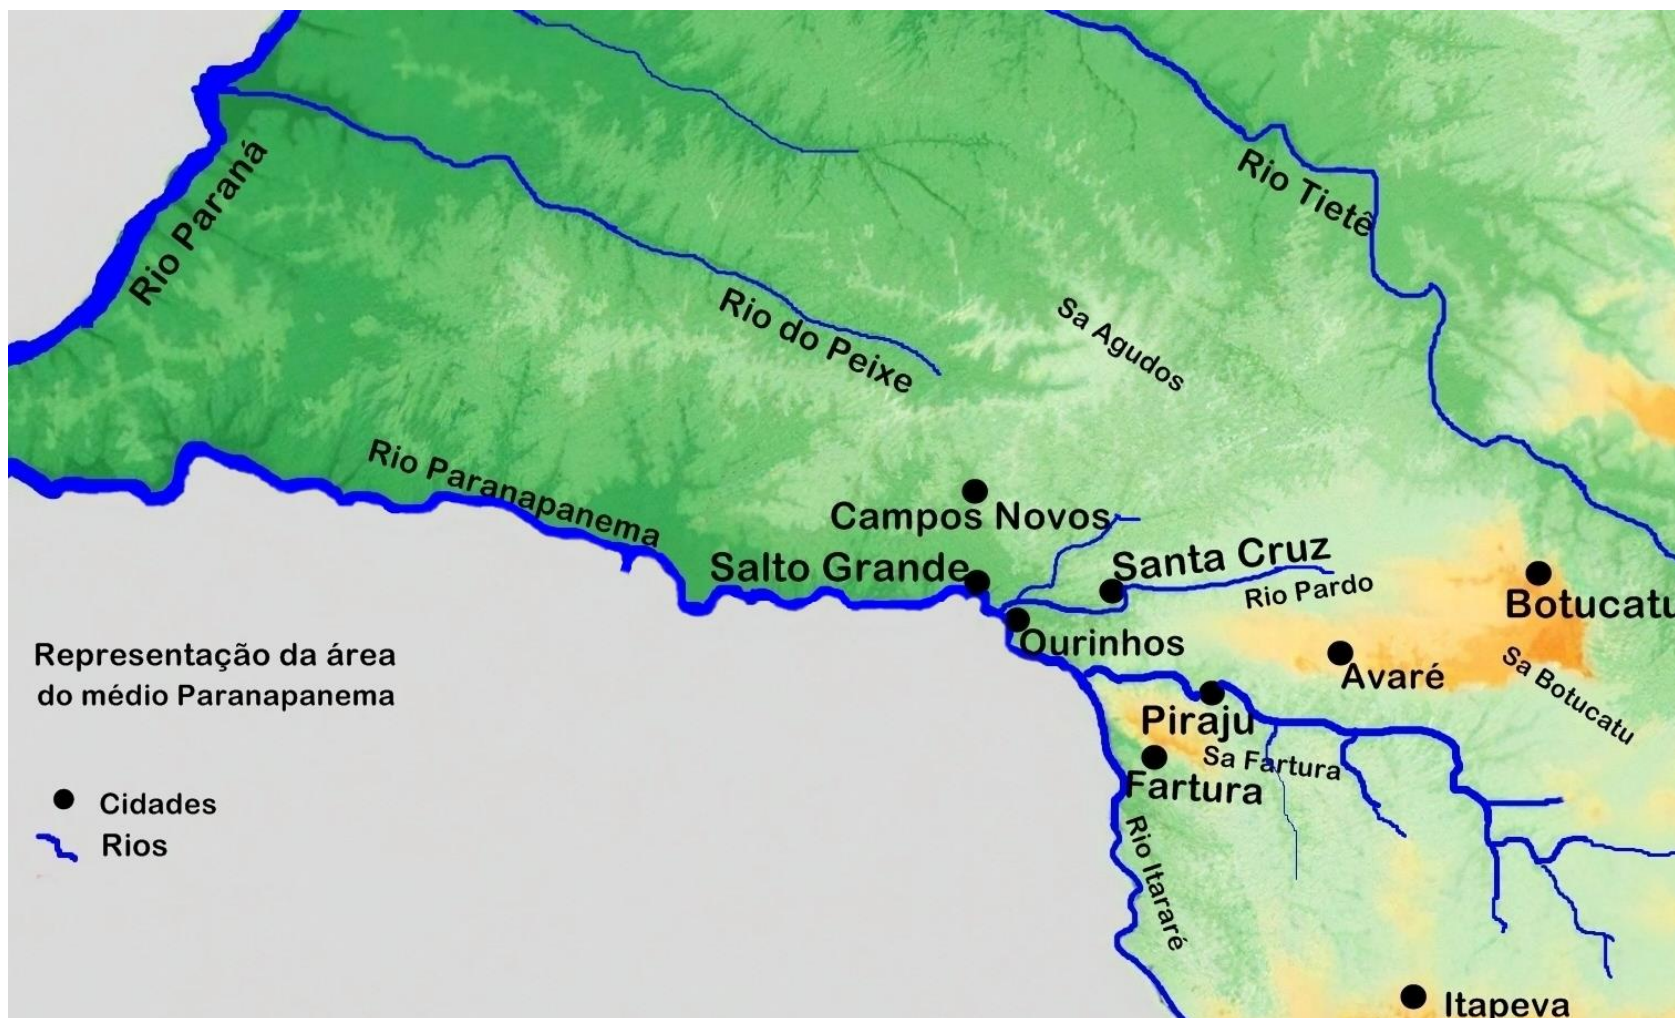 Rio Paraná
Rio Tietê
Rio do Peixe
Sa Agudos
Rio Paranapanema
Campos Novos
Salto Grande
Santa Cruz
Rio Pardo
Botucatu
Ourinhos
Avaré
Sa Botucatu
Piraju
Sa Fartura
Fartura
Rio Itararé
Itapeva
Representação da área
do médio Paranapanema
Cidades
Rios